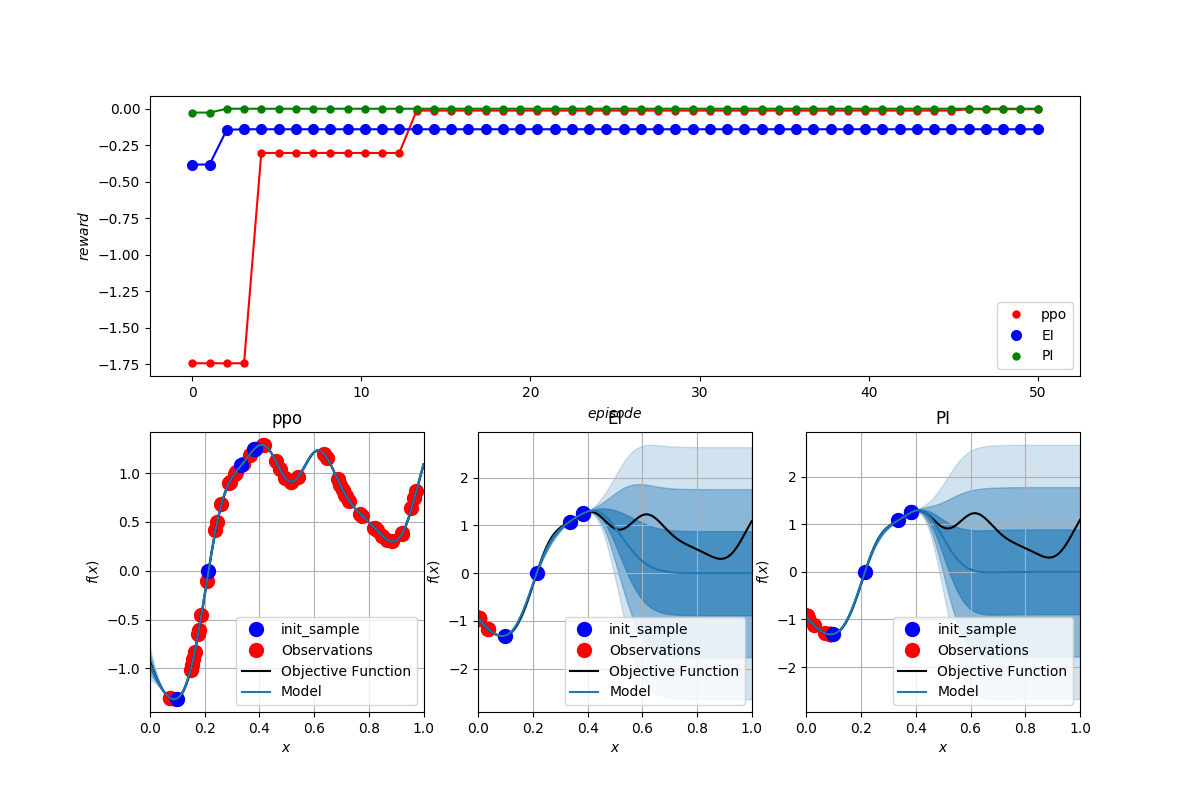 0.00
−0.25
−0.50
−0.75
−1.00
−1.25
−1.50
−1.75
reward
ppo
EI
PI
0 10 20 30 40 50
episode
ppo
EI
PI
1.0
0.5
0.0
−0.5
−1.0
f(x)
init_sample
Observations
Objective Function
Model
0.0 0.2 0.4 0.6 0.8 1.0
x
2
1
0
−1
−2
f(x)
init_sample
Observations
Objective Function
Model
0.0 0.2 0.4 0.6 0.8 1.0
x
2
1
0
−1
−2
f(x)
init_sample
Observations
Objective Function
Model
0.0 0.2 0.4 0.6 0.8 1.0
x